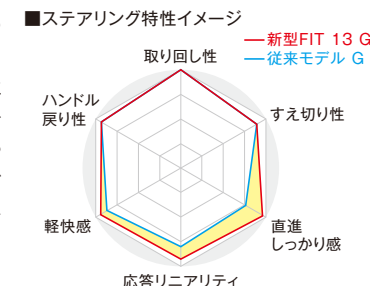 ■ステアリング特性イメージ
新型FIT 13 G
従来モデル G
取り回し性
すえ切り性
直進
しっかり感
応答リニアリティ
軽快感
ハンドル
戻り性